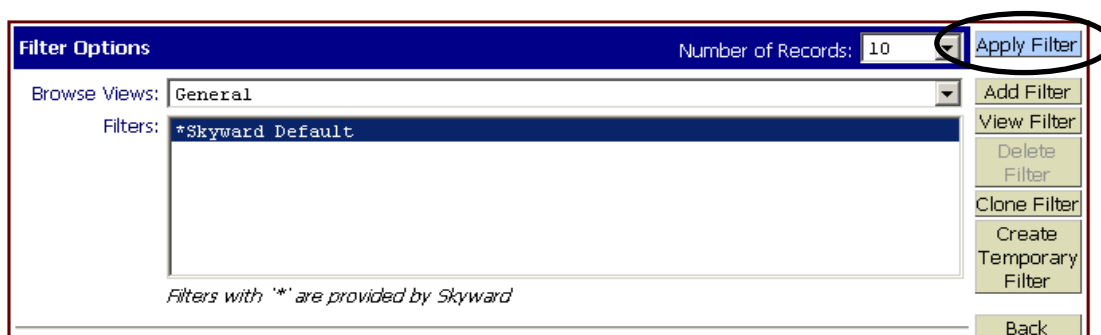 Filter Options Number of Records: 10 Apply Filter
Browse Views: General Add Filter
Filters: *Skyward Default View Filter
Delete
Filter
Clone Filter
Create
Temporary
Filter
Filters with '*' are provided by Skyward
Back